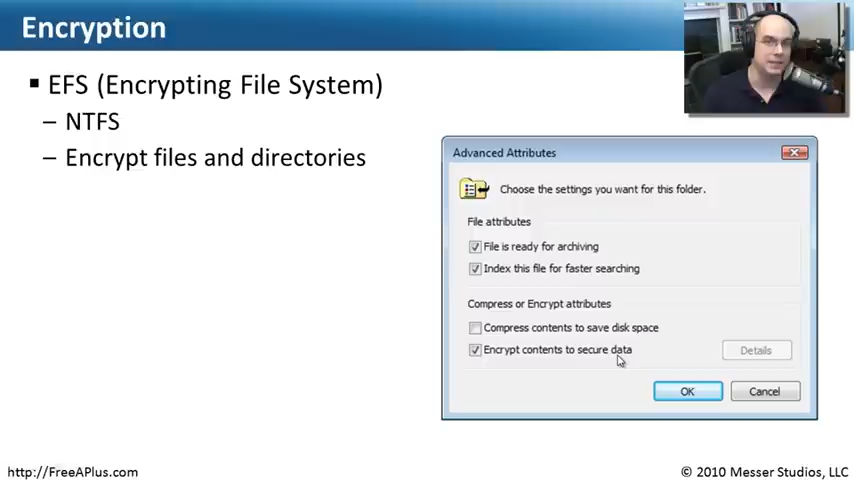 Encryption
▪ EFS (Encrypting File System)
– NTFS
– Encrypt files and directories
Advanced Attributes
Choose the settings you want for this folder.
File attributes
File is ready for archiving
Index this file for faster searching
Compress or Encrypt attributes
Compress contents to save disk space
Encrypt contents to secure data
Details
OK
Cancel
http://FreeAPlus.com
© 2010 Messer Studios, LLC